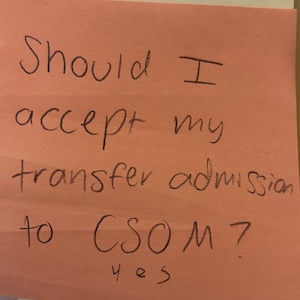 Should I
accept my
transfer admission
to CSOM?
yes